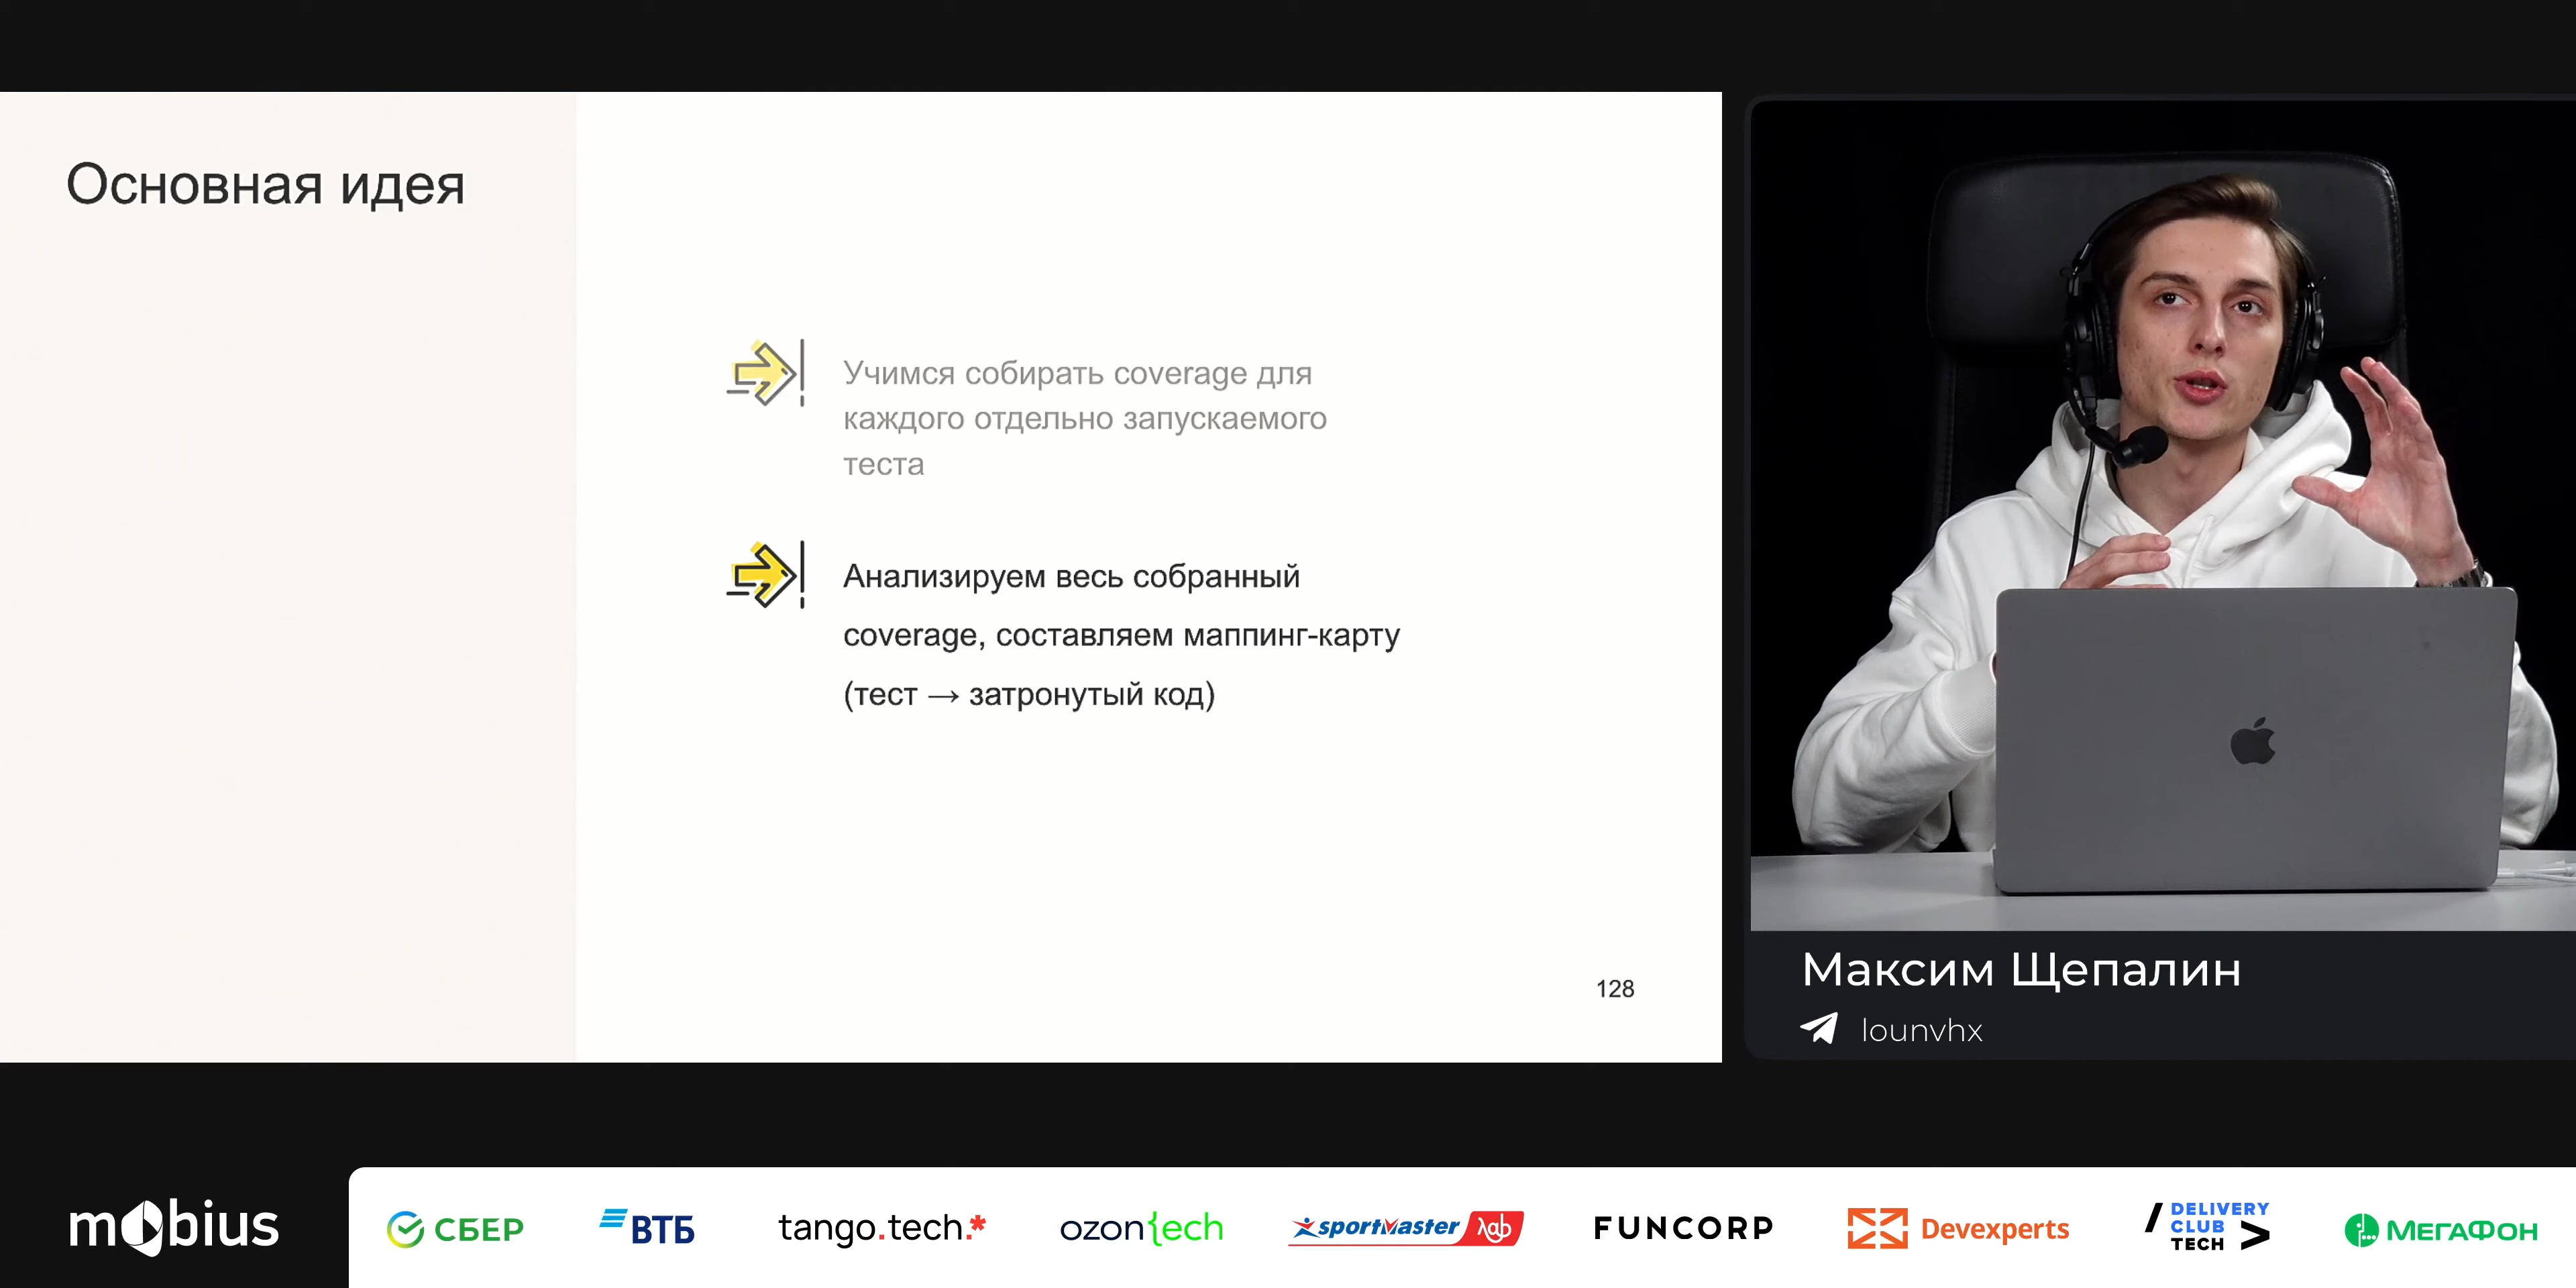 Основная идея
Учимся собирать coverage для
каждого отдельно запускаемого
теста
Анализируем весь собранный
coverage, составляем маппинг-карту
(тест → затронутый код)
128
Максим Щепалин
lounvhx
mobius
СБЕР
ВТБ
tango.tech.*
ozon{ech
sportmaster lab
FUNCORP
Devexperts
DELIVERY
CLUB
TECH
МЕГАФОН